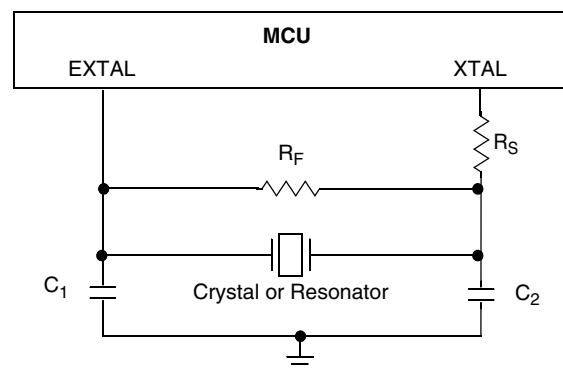 MCU
EXTAL
XTAL
RS
RF
C1
Crystal or Resonator
C2